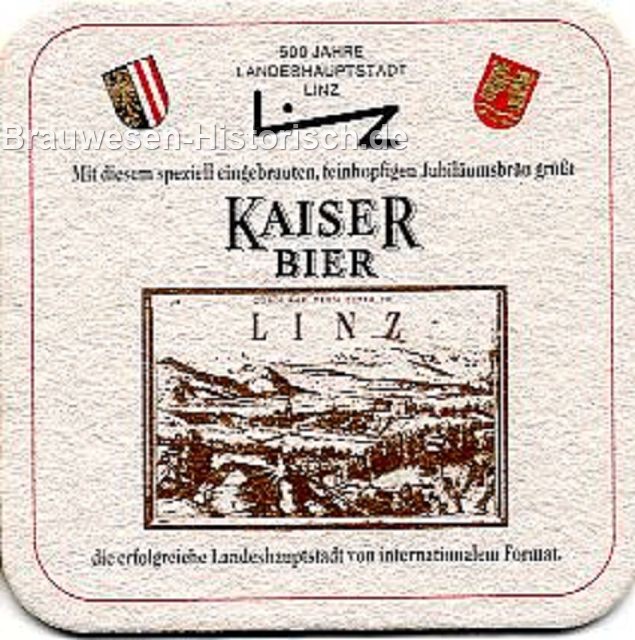 500 JAHRE
LANDESHAUPTSTADT
LINZ
Linz
Brauwesen-Historisch.de
Mit diesem speziell eingebrauten, feinhopfigen Jubiläumsbräu grüßt
KAISER
BIER
LINZ
die erfolgreiche Landeshauptstadt von internationalem Format.